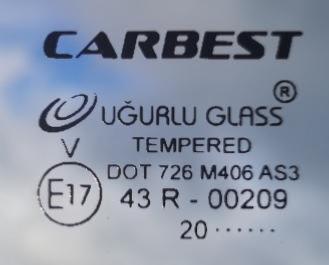 CARBEST
UĞURLU GLASS ®
TEMPERED
V
DOT 726 M406 AS3
E17
43 R - 00209
20 ······